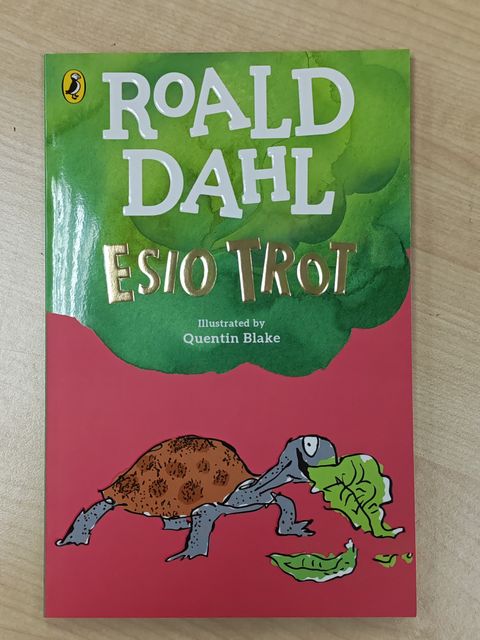 ROALD
DAHL
ESIO TROT
Illustrated by
Quentin Blake